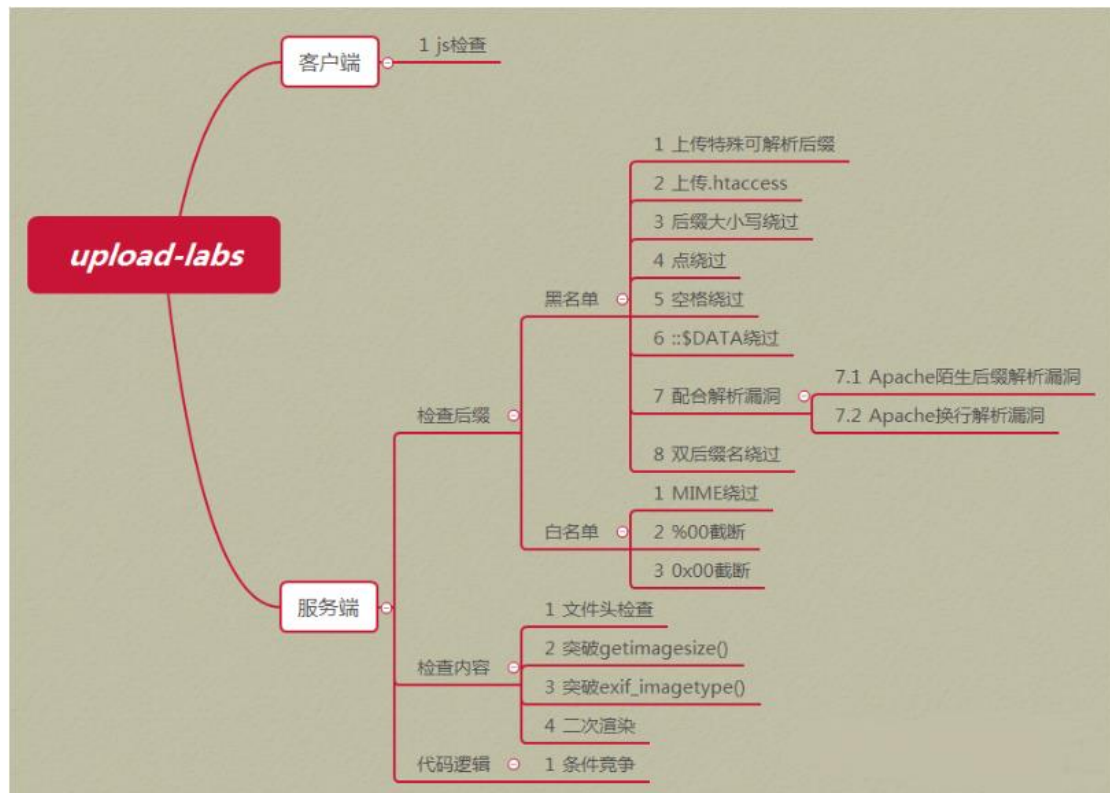 upload-labs
客户端
1 js检查
服务端
检查后缀
黑名单
1 上传特殊可解析后缀
2 上传.htaccess
3 后缀大小写绕过
4 点绕过
5 空格绕过
6 ::$DATA绕过
7 配合解析漏洞
7.1 Apache陌生后缀解析漏洞
7.2 Apache换行解析漏洞
8 双后缀名绕过
白名单
1 MIME绕过
2 %00截断
3 0x00截断
检查内容
1 文件头检查
2 突破getimagesize()
3 突破exif_imagetype()
4 二次渲染
代码逻辑
1 条件竞争